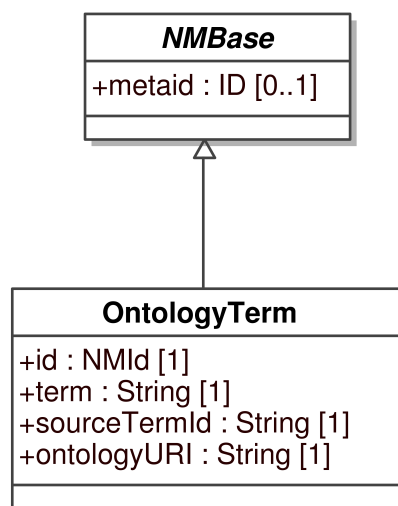 NMBase
+metaid : ID [0..1]
OntologyTerm
+id : NMId [1]
+term : String [1]
+sourceTermId : String [1]
+ontologyURI : String [1]